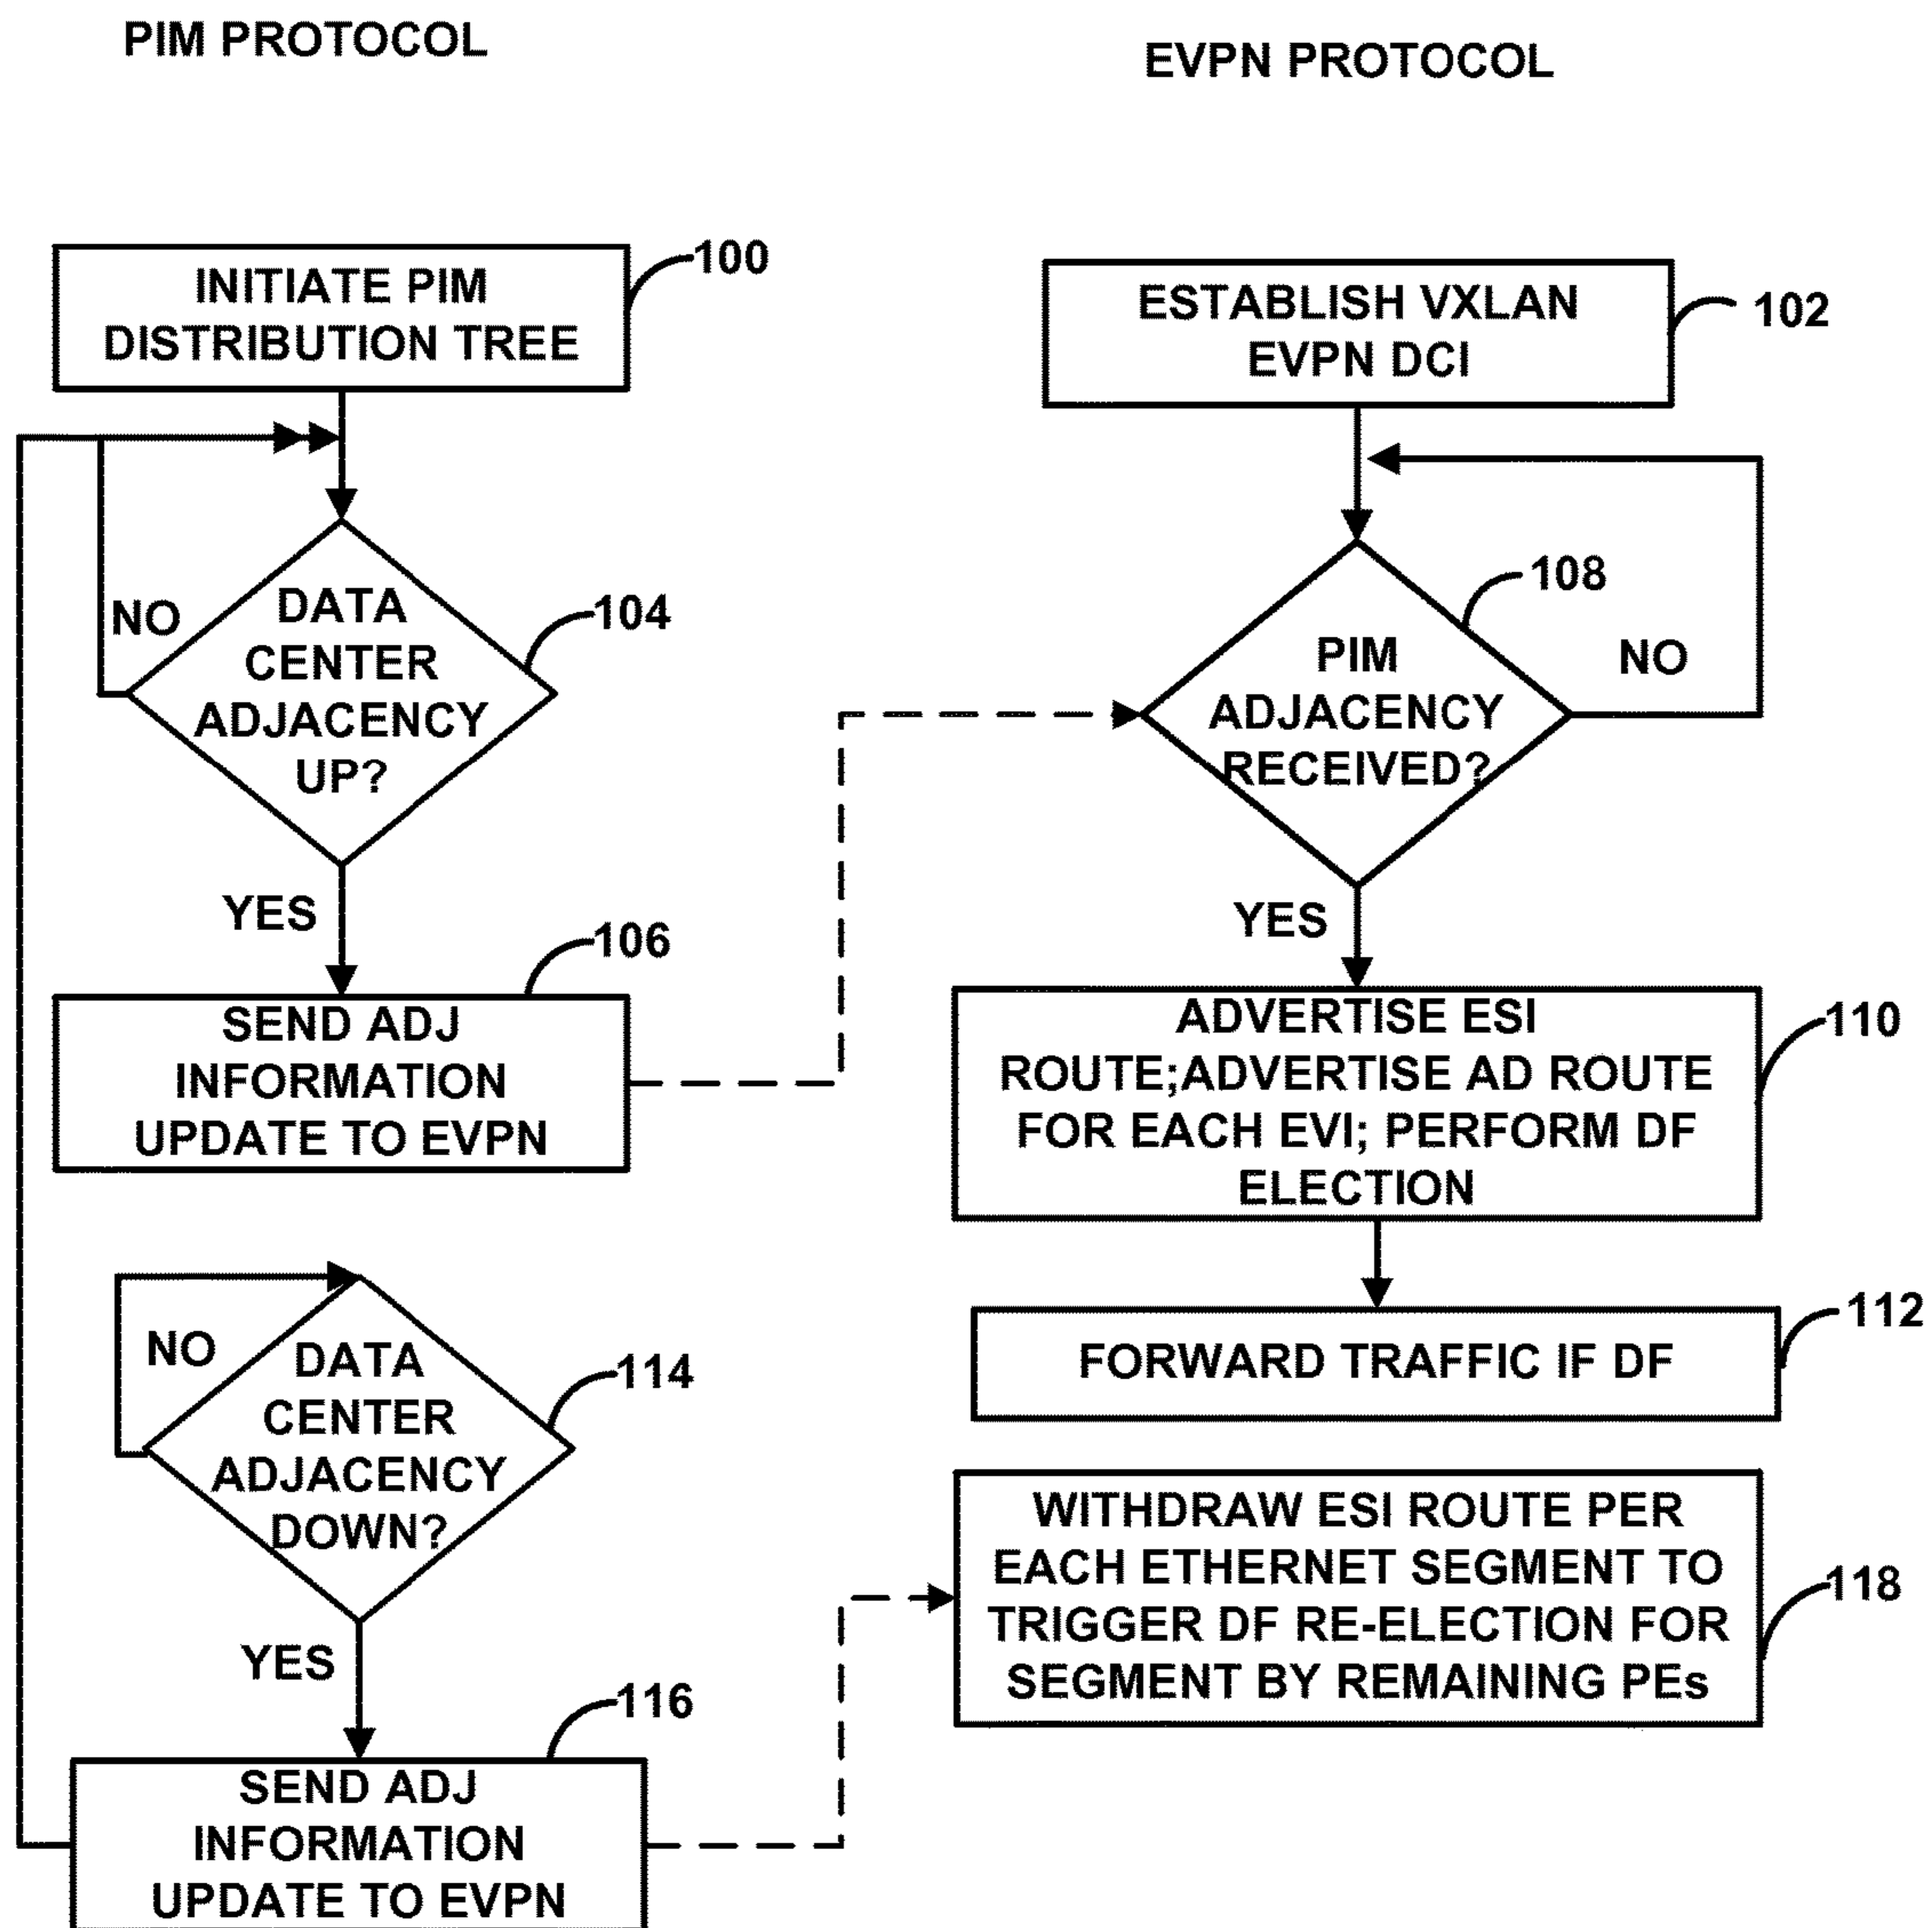 PIM PROTOCOL
EVPN PROTOCOL
INITIATE PIM
DISTRIBUTION TREE
100
NO
DATA
CENTER
ADJACENCY
UP?
104
YES
SEND ADJ
INFORMATION
UPDATE TO EVPN
106
NO
DATA
CENTER
ADJACENCY
DOWN?
114
YES
SEND ADJ
INFORMATION
UPDATE TO EVPN
116
ESTABLISH VXLAN
EVPN DCI
102
PIM
ADJACENCY
RECEIVED?
108
NO
YES
ADVERTISE ESI
ROUTE;ADVERTISE AD ROUTE
FOR EACH EVI; PERFORM DF
ELECTION
110
FORWARD TRAFFIC IF DF
112
WITHDRAW ESI ROUTE PER
EACH ETHERNET SEGMENT TO
TRIGGER DF RE-ELECTION FOR
SEGMENT BY REMAINING PEs
118